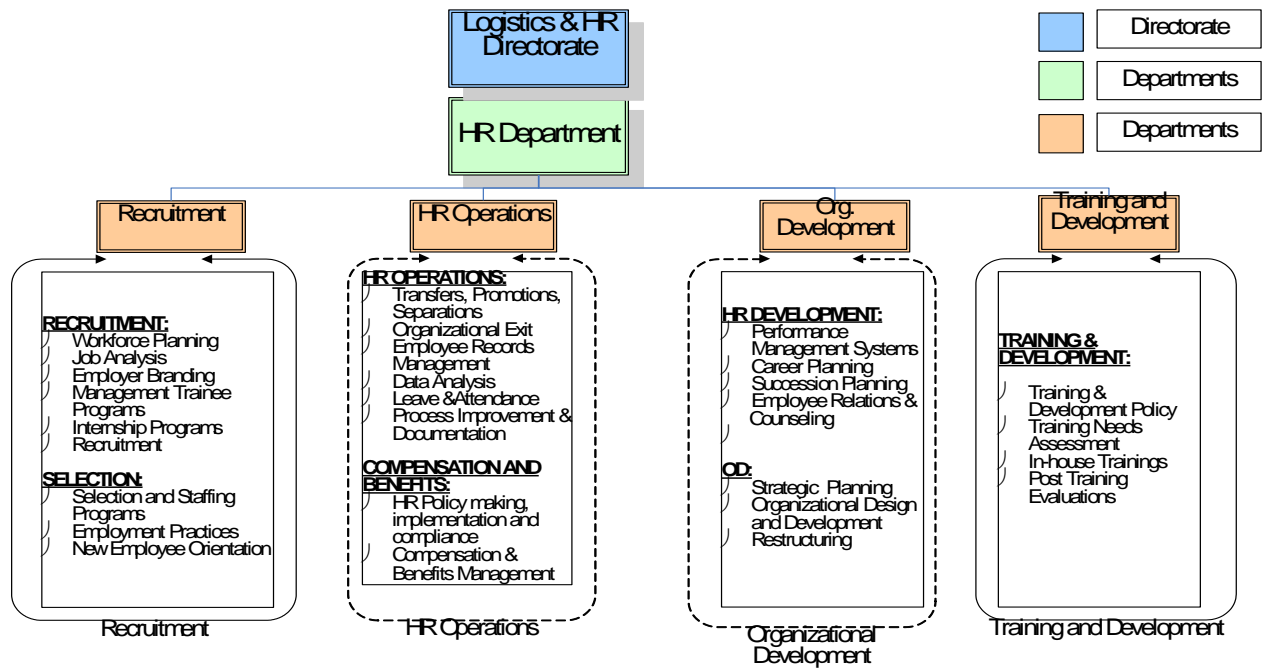 Logistics & HR
Directorate
HR Department
Directorate
Departments
Departments
Recruitment
HR Operations
Org.
Development
Training and
Development
RECRUITMENT:
Workforce Planning
Job Analysis
Employer Branding
Management Trainee
Programs
Internship Programs
Recruitment
SELECTION:
Selection and Staffing
Programs
Employment Practices
New Employee Orientation
Recruitment
HR OPERATIONS:
Transfers, Promotions,
Separations
Organizational Exit
Employee Records
Management
Data Analysis
Leave &Attendance
Process Improvement &
Documentation
COMPENSATION AND
BENEFITS:
HR Policy making,
implementation and
compliance
Compensation &
Benefits Management
HR Operations
HR DEVELOPMENT:
Performance
Management Systems
Career Planning
Succession Planning
Employee Relations &
Counseling
OD:
Strategic Planning
Organizational Design
and Development
Restructuring
Organizational
Development
TRAINING &
DEVELOPMENT:
Training &
Development Policy
Training Needs
Assessment
In-house Trainings
Post Training
Evaluations
Training and Development